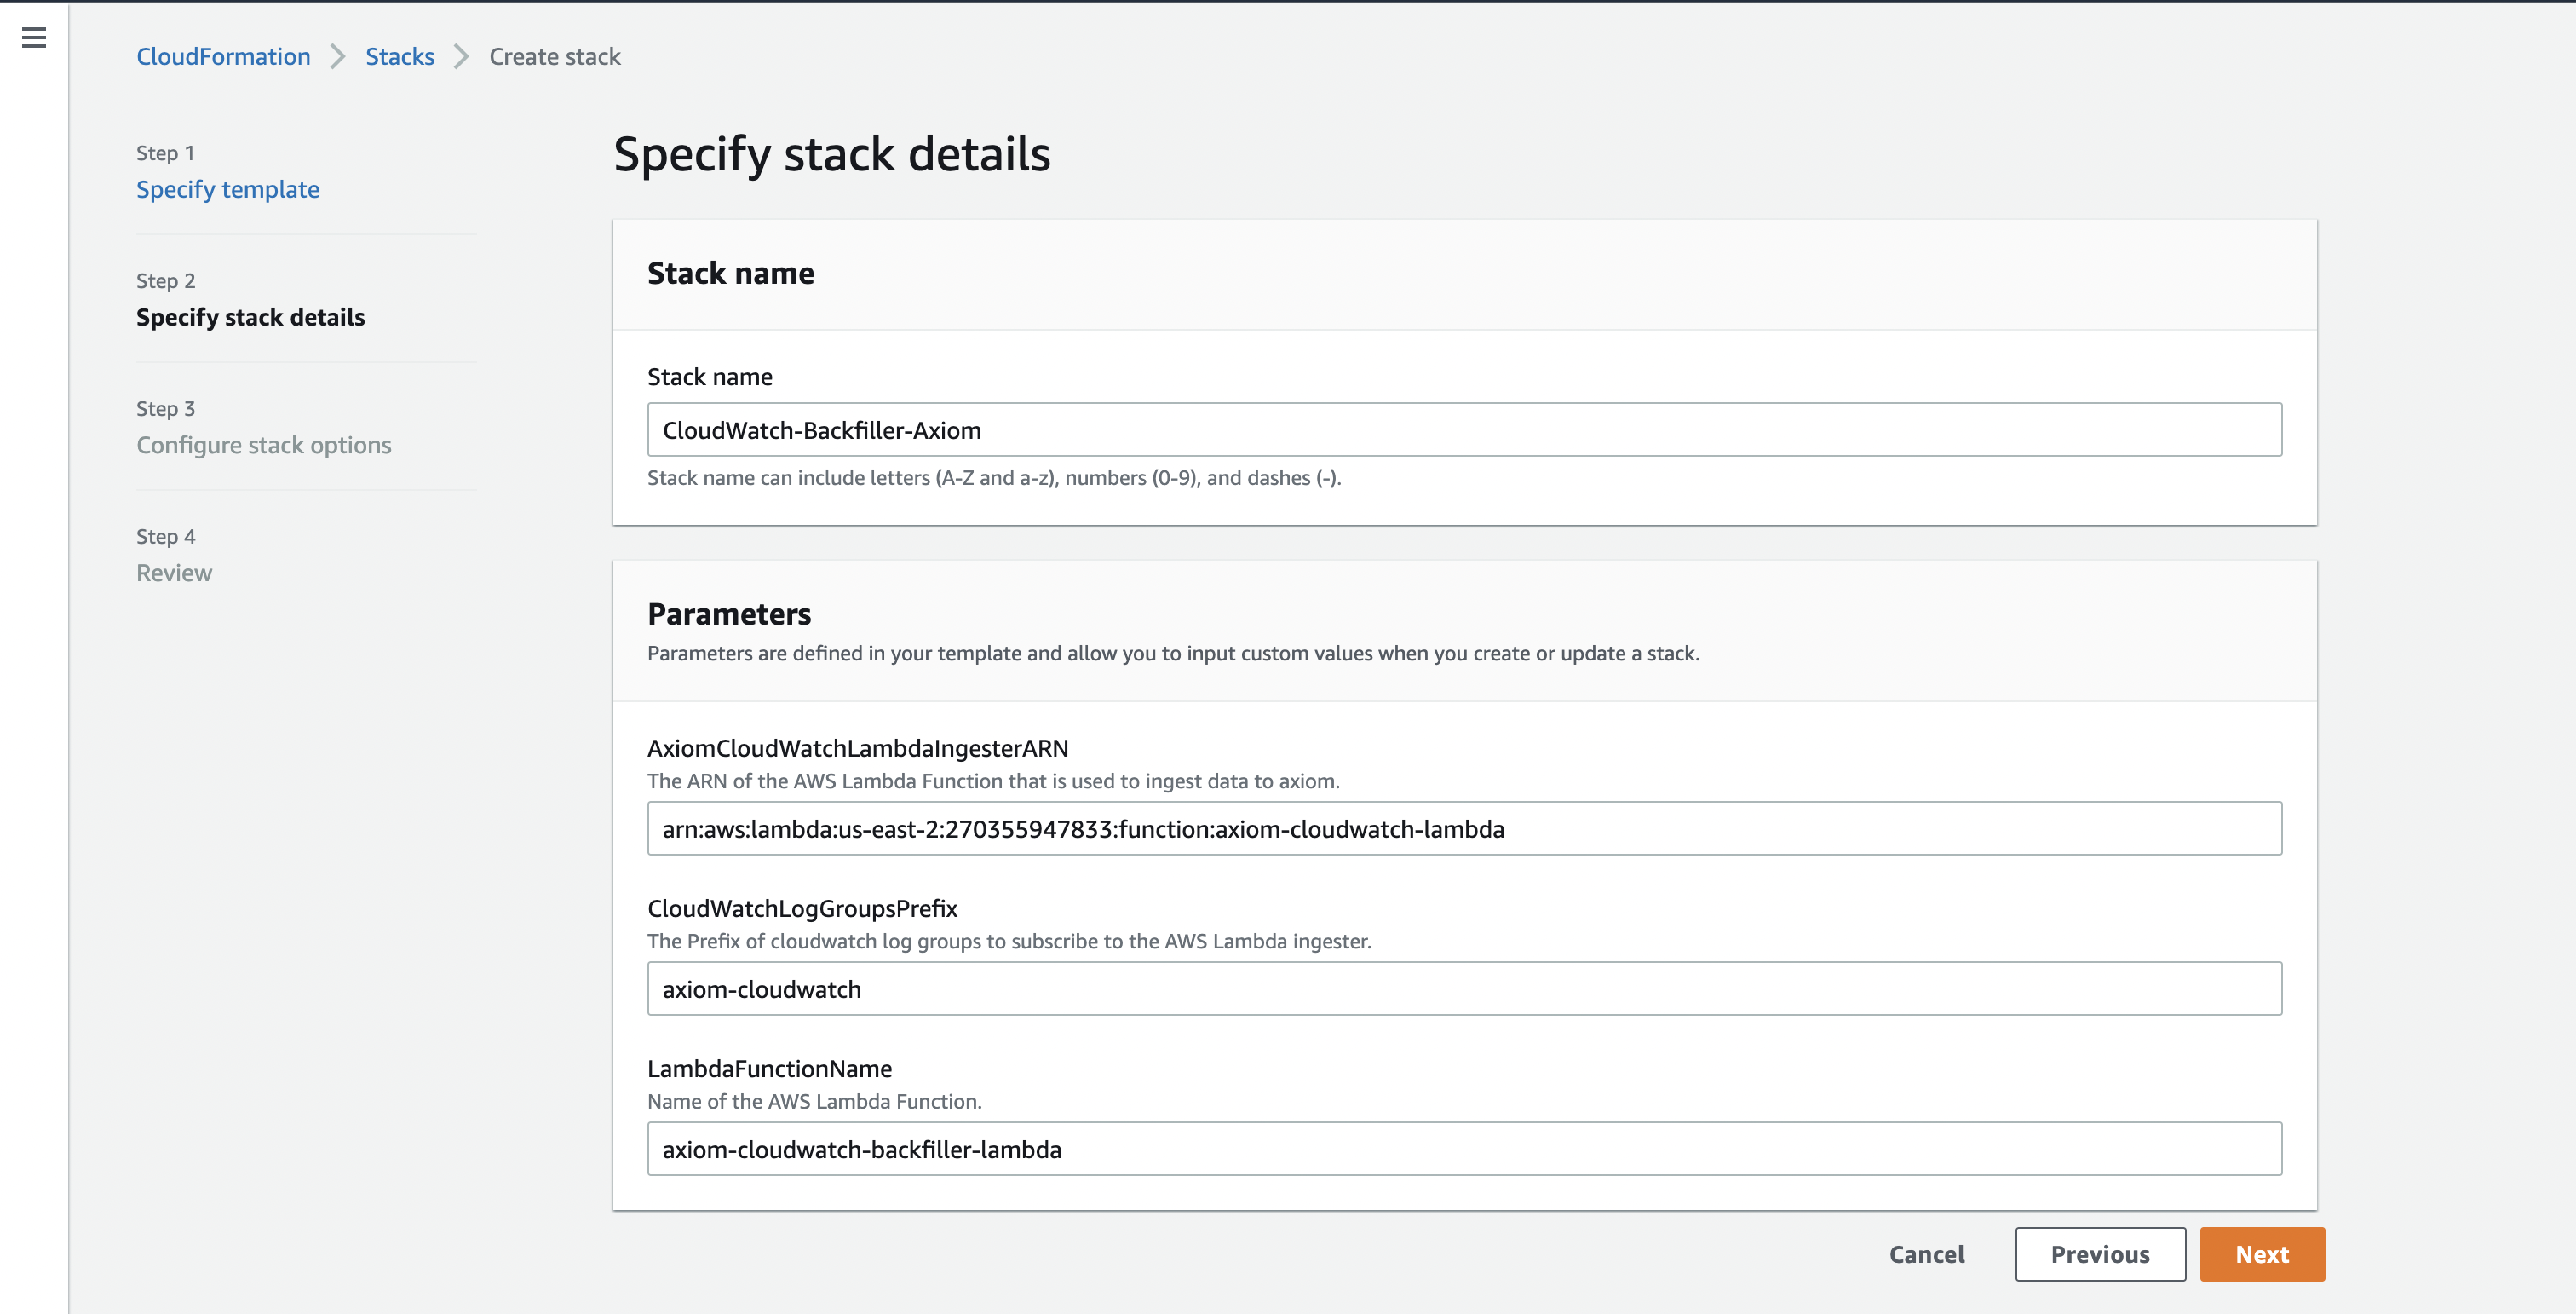 CloudFormation > Stacks > Create stack
Step 1
Specify template
Step 2
Specify stack details
Step 3
Configure stack options
Step 4
Review
Specify stack details
Stack name
Stack name
CloudWatch-Backfiller-Axiom
Stack name can include letters (A-Z and a-z), numbers (0-9), and dashes (-).
Parameters
Parameters are defined in your template and allow you to input custom values when you create or update a stack.
AxiomCloudWatchLambdaIngesterARN
The ARN of the AWS Lambda Function that is used to ingest data to axiom.
arn:aws:lambda:us-east-2:270355947833:function:axiom-cloudwatch-lambda
CloudWatchLogGroupsPrefix
The Prefix of cloudwatch log groups to subscribe to the AWS Lambda ingester.
axiom-cloudwatch
LambdaFunctionName
Name of the AWS Lambda Function.
axiom-cloudwatch-backfiller-lambda
Cancel Previous Next